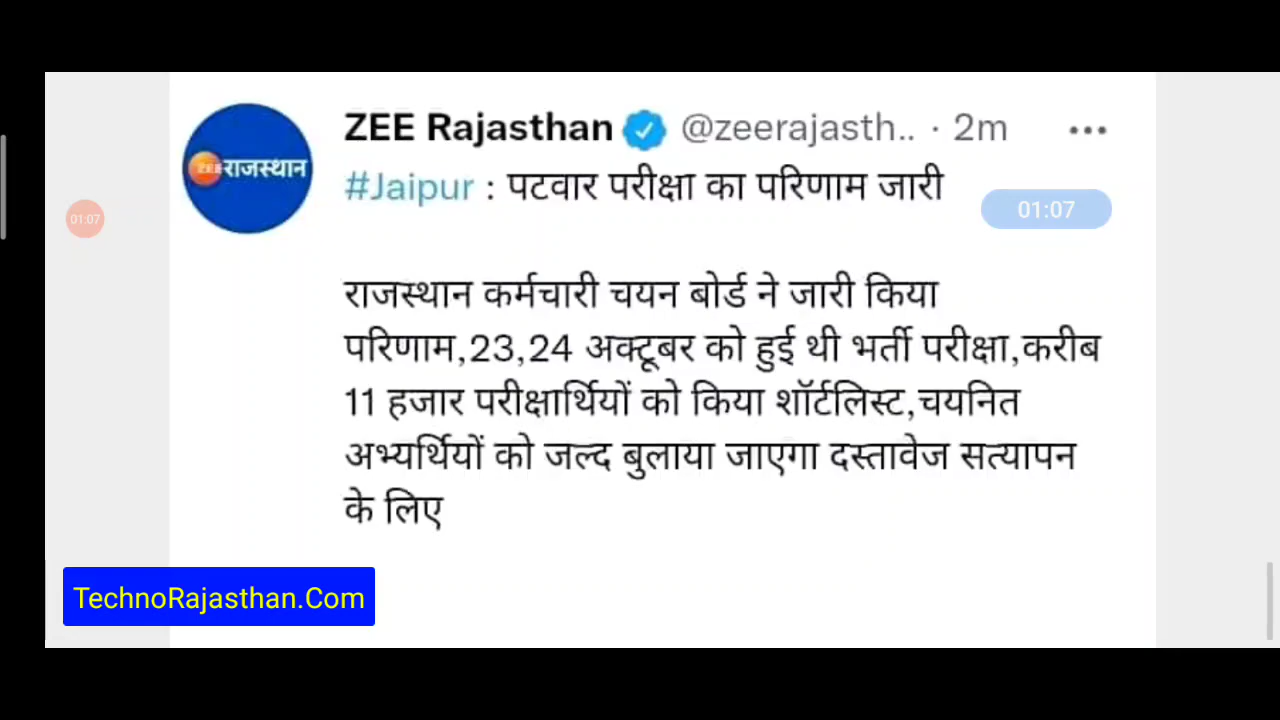 ZEE Rajasthan @zeerajasth.. · 2m
ZEE राजस्थान
#Jaipur : पटवार परीक्षा का परिणाम जारी
01:07
01:07
राजस्थान कर्मचारी चयन बोर्ड ने जारी किया
परिणाम,23,24 अक्टूबर को हुई थी भर्ती परीक्षा,करीब
11 हजार परीक्षार्थियों को किया शॉर्टलिस्ट,चयनित
अभ्यर्थियों को जल्द बुलाया जाएगा दस्तावेज सत्यापन
के लिए
TechnoRajasthan.Com